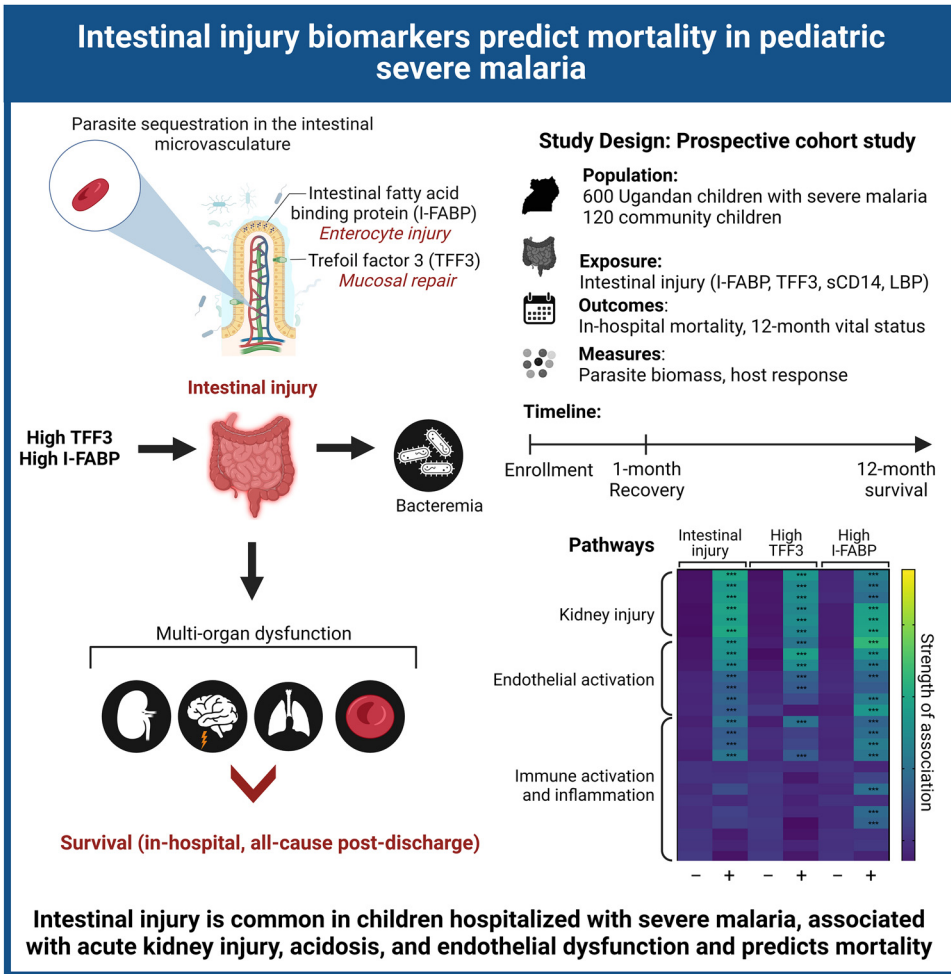 Intestinal injury biomarkers predict mortality in pediatric
severe malaria
Parasite sequestration in the intestinal
microvasculature
Intestinal fatty acid
binding protein (I-FABP)
Enterocyte injury
Trefoil factor 3 (TFF3)
Mucosal repair
Intestinal injury
High TFF3
High I-FABP
Bacteremia
Multi-organ dysfunction
Survival (in-hospital, all-cause post-discharge)
Study Design: Prospective cohort study
Population:
600 Ugandan children with severe malaria
120 community children
Exposure:
Intestinal injury (I-FABP, TFF3, sCD14, LBP)
Outcomes:
In-hospital mortality, 12-month vital status
Measures:
Parasite biomass, host response
Timeline:
Enrollment
1-month
Recovery
12-month
survival
Pathways
Intestinal
injury
High
TFF3
High
I-FABP
Kidney injury
Endothelial activation
Immune activation
and inflammation
*** *** ***
*** *** ***
*** *** ***
*** *** ***
*** *** ***
*** *** ***
*** *** ***
*** *** ***
*** *** ***
*** ***
*** ***
*** ***
*** *** ***
*** ***
*** ***
*** *** ***
***
***
***
− + − + − +
Strength of association
Intestinal injury is common in children hospitalized with severe malaria, associated
with acute kidney injury, acidosis, and endothelial dysfunction and predicts mortality